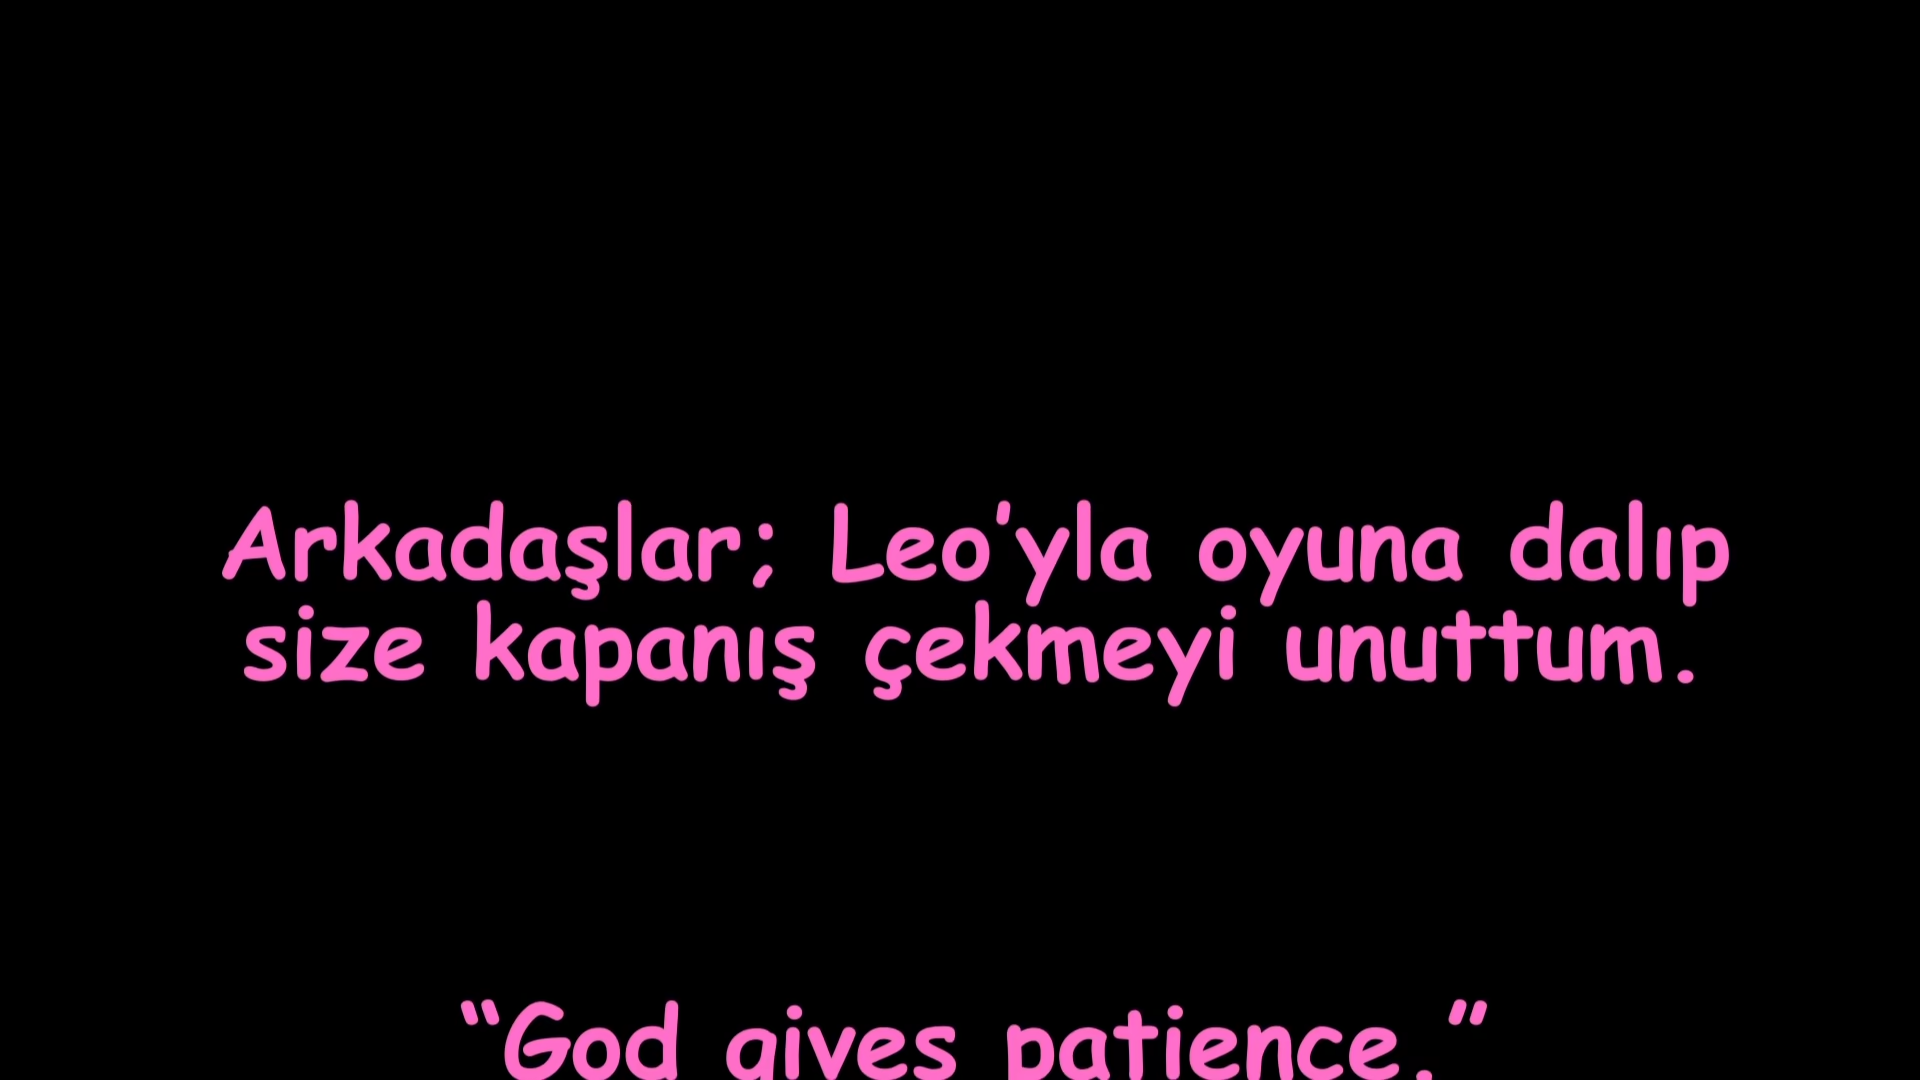 Arkadaşlar; Leo'yla oyuna dalıp
size kapanış çekmeyi unuttum.
“God gives patience.”